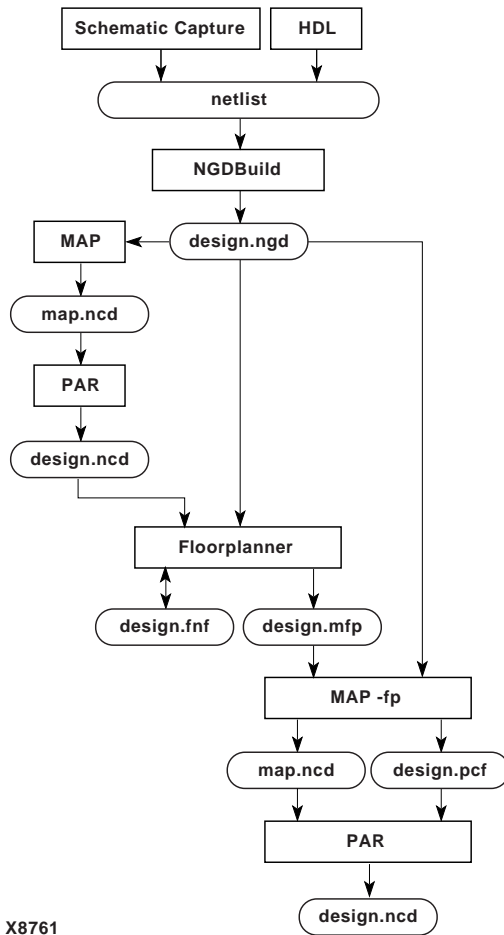 Schematic Capture
HDL
netlist
NGDBuild
MAP
design.ngd
map.ncd
PAR
design.ncd
Floorplanner
design.fnf
design.mfp
MAP -fp
map.ncd
design.pcf
PAR
design.ncd
X8761